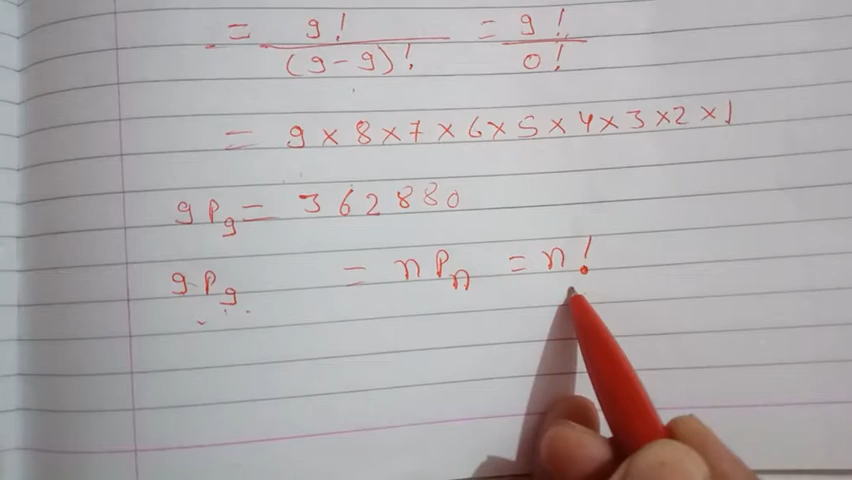 = 9! / (9-9)! = 9! / 0!
= 9 × 8 × 7 × 6 × 5 × 4 × 3 × 2 × 1
9P9 = 362880
9P9 = nPn = n!